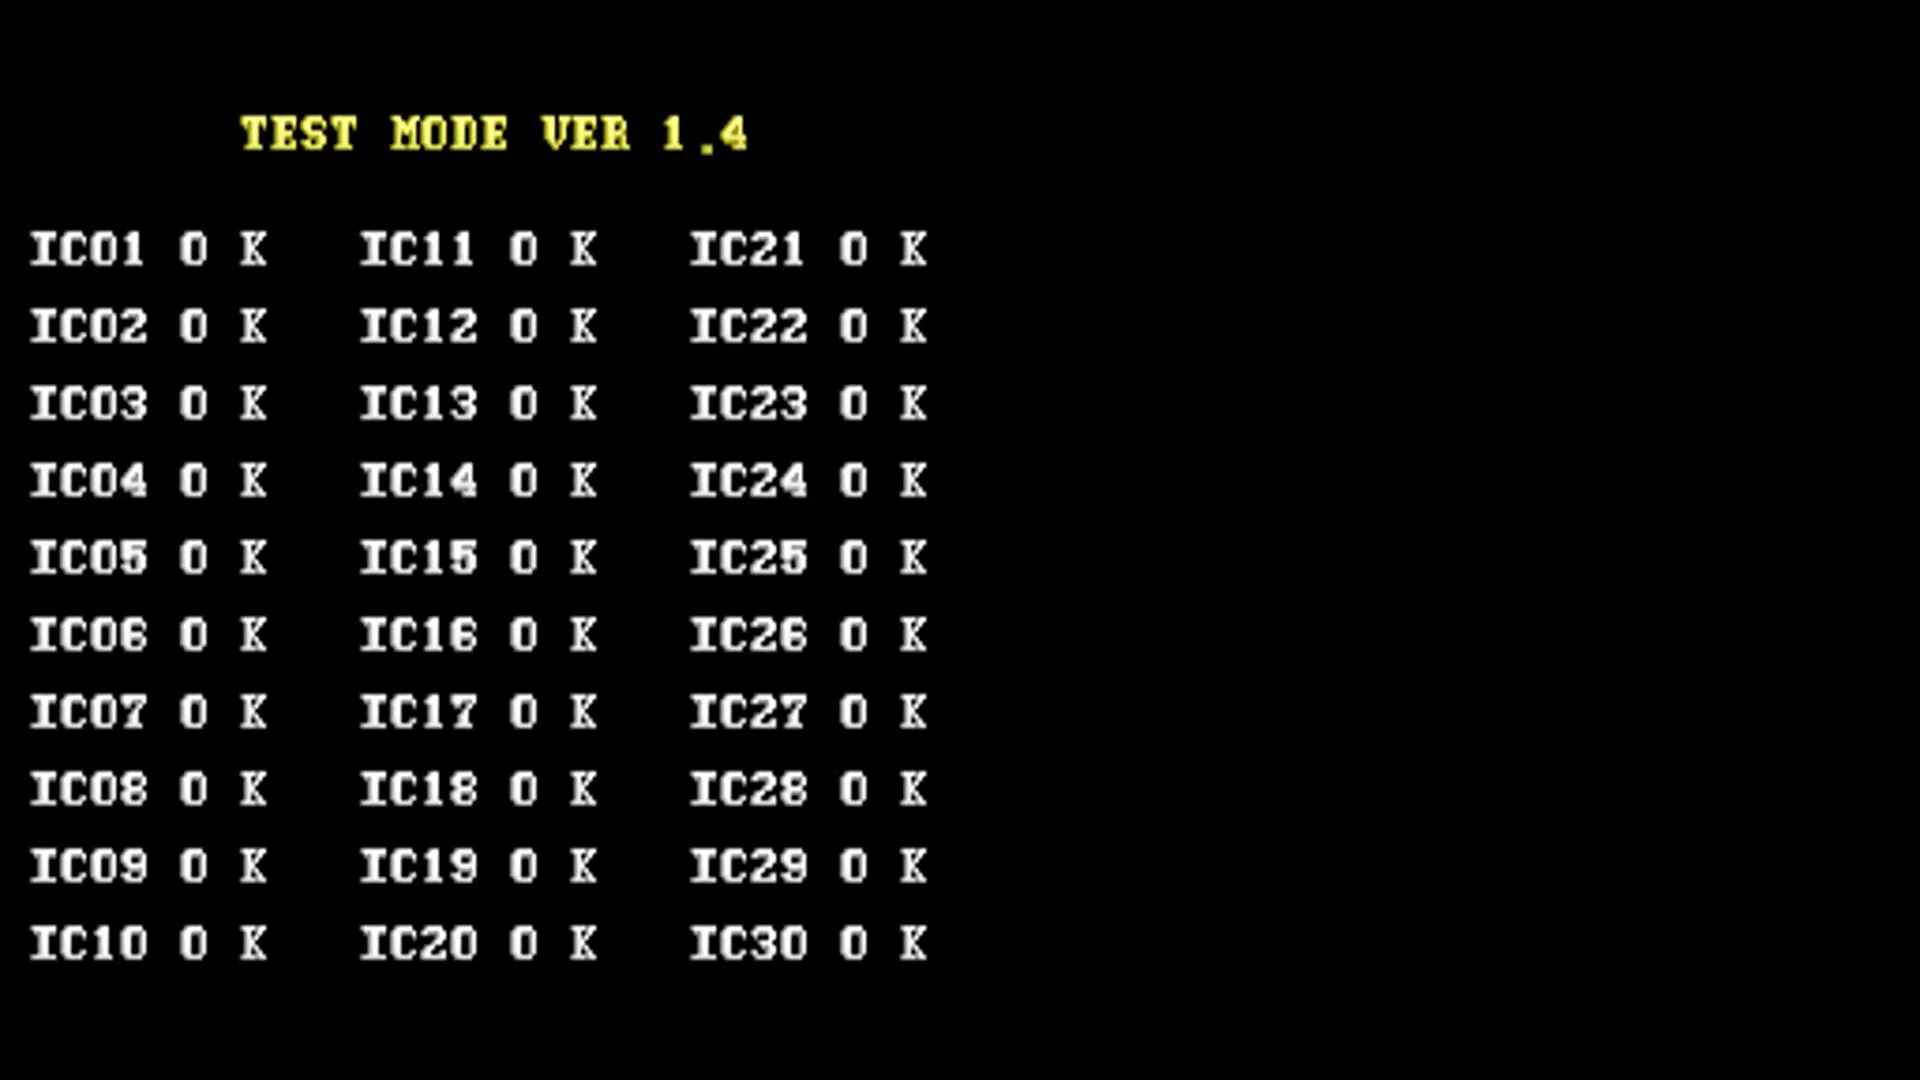 TEST MODE VER 1.4
IC01 O K   IC11 O K   IC21 O K
IC02 O K   IC12 O K   IC22 O K
IC03 O K   IC13 O K   IC23 O K
IC04 O K   IC14 O K   IC24 O K
IC05 O K   IC15 O K   IC25 O K
IC06 O K   IC16 O K   IC26 O K
IC07 O K   IC17 O K   IC27 O K
IC08 O K   IC18 O K   IC28 O K
IC09 O K   IC19 O K   IC29 O K
IC10 O K   IC20 O K   IC30 O K